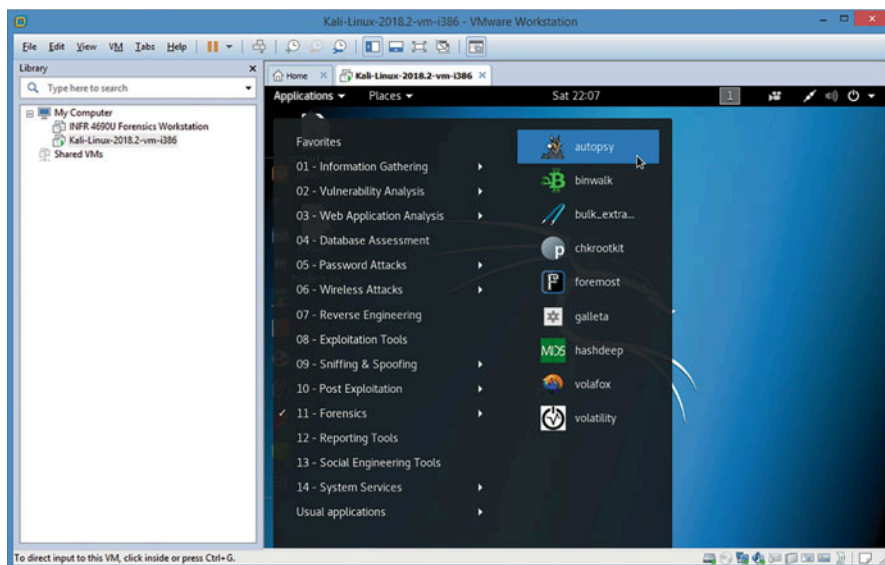 Kali-Linux-2018.2-vm-i386 - VMware Workstation
File Edit View VM Tabs Help
Library
Type here to search
My Computer
INFR 4690U Forensics Workstation
Kali-Linux-2018.2-vm-i386
Shared VMs
Home
Kali-Linux-2018.2-vm-i386
Applications Places Sat 22:07 1
Favorites
01 - Information Gathering
02 - Vulnerability Analysis
03 - Web Application Analysis
04 - Database Assessment
05 - Password Attacks
06 - Wireless Attacks
07 - Reverse Engineering
08 - Exploitation Tools
09 - Sniffing & Spoofing
10 - Post Exploitation
11 - Forensics
12 - Reporting Tools
13 - Social Engineering Tools
14 - System Services
Usual applications
autopsy
binwalk
bulk_extra...
p chkrootkit
F foremost
galleta
MD5 hashdeep
volafox
volatility
To direct input to this VM, click inside or press Ctrl+G.